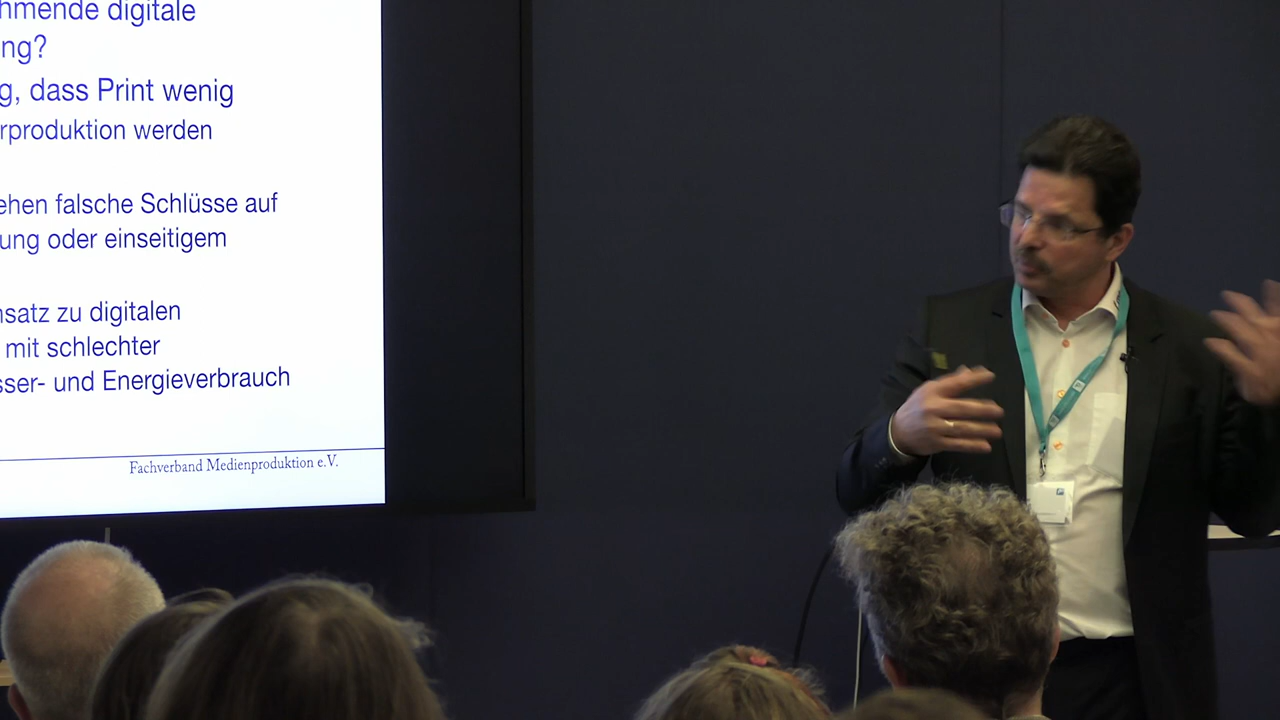 hmende digitale
ng?
g, dass Print wenig
rproduktion werden
ehen falsche Schlüsse auf
ung oder einseitigem
nsatz zu digitalen
mit schlechter
sser- und Energieverbrauch
Fachverband Medienproduktion e.V.